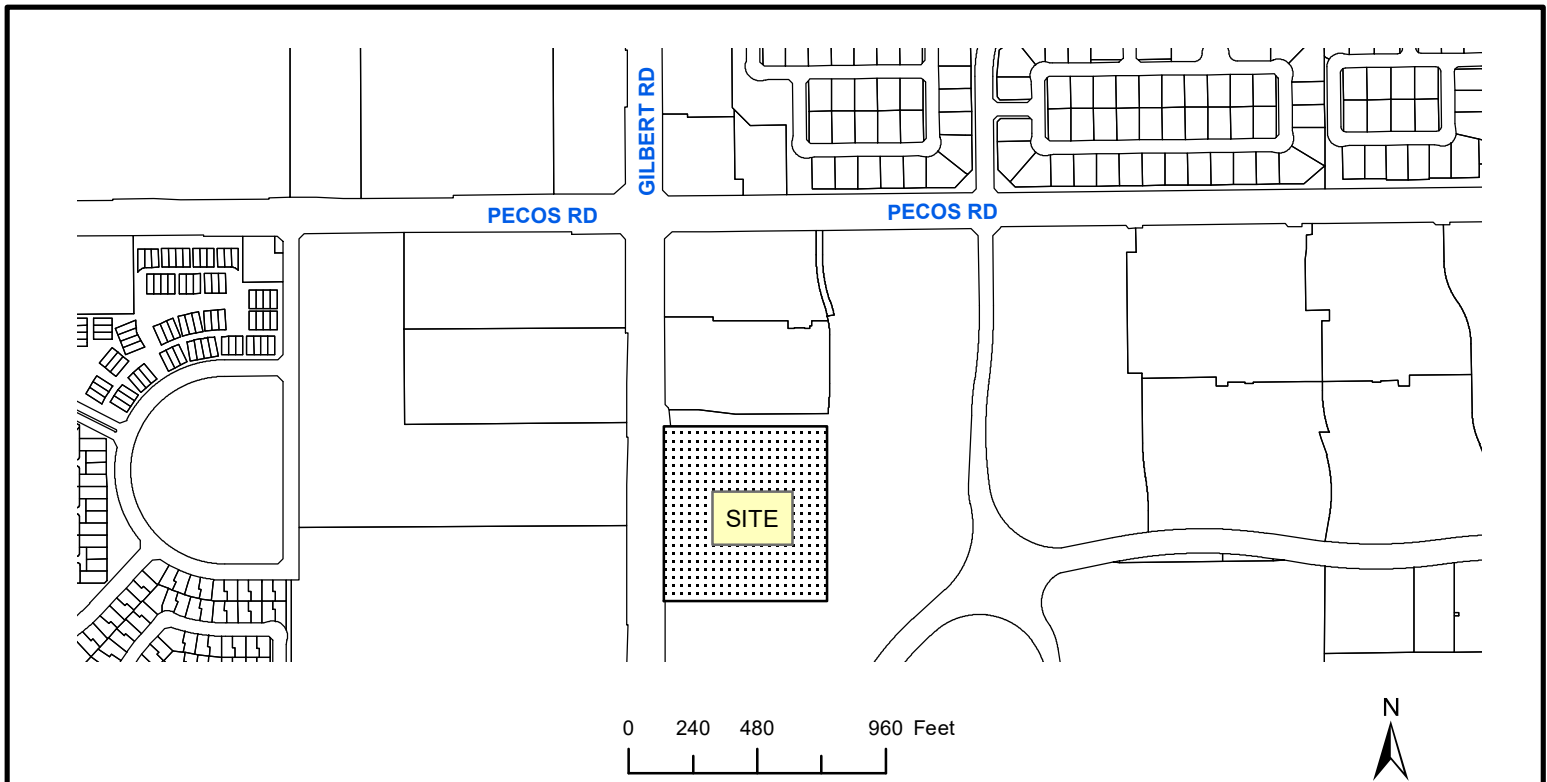 GILBERT RD
PECOS RD
PECOS RD
SITE
0 240 480 960 Feet
N